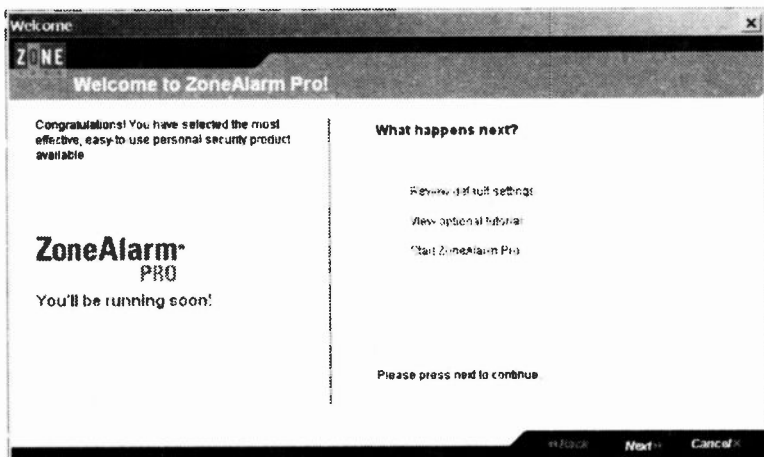 Welcome
ZONE
Welcome to ZoneAlarm Pro!
Congratulations! You have selected the most
effective, easy-to use personal security product
available
ZoneAlarm
PRO
You'll be running soon!
What happens next?
Review default settings
View optional tutorial
Start ZoneAlarm Pro
Please press next to continue
Back
Next
Cancel